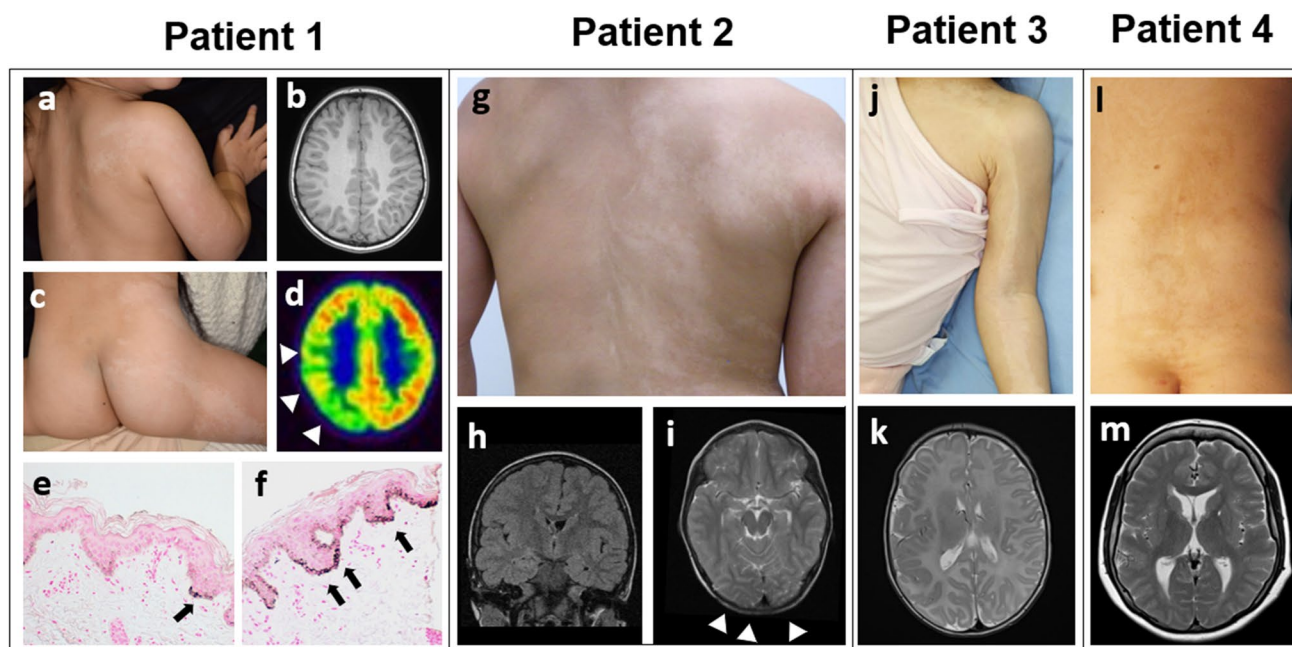 Patient 1 Patient 2 Patient 3 Patient 4
a b g j l
c d
h i k m
e f